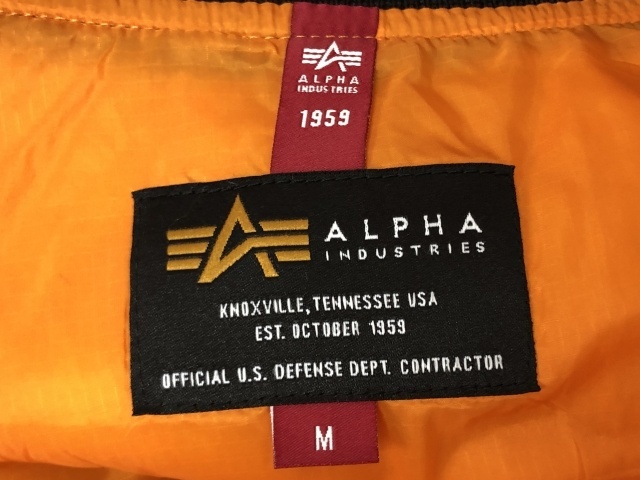 ALPHA
INDUSTRIES
1959
ALPHA
INDUSTRIES
KNOXVILLE, TENNESSEE USA
EST. OCTOBER 1959
OFFICIAL U.S. DEFENSE DEPT. CONTRACTOR
M